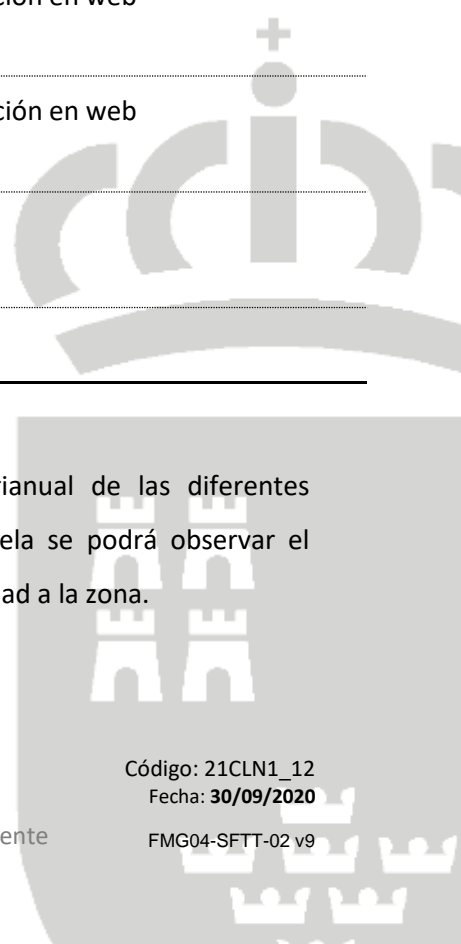 ción en web
ción en web
rianual de las diferentes
ela se podrá observar el
ad a la zona.
Código: 21CLN1_12
Fecha: 30/09/2020
ente
FMG04-SFTT-02 v9